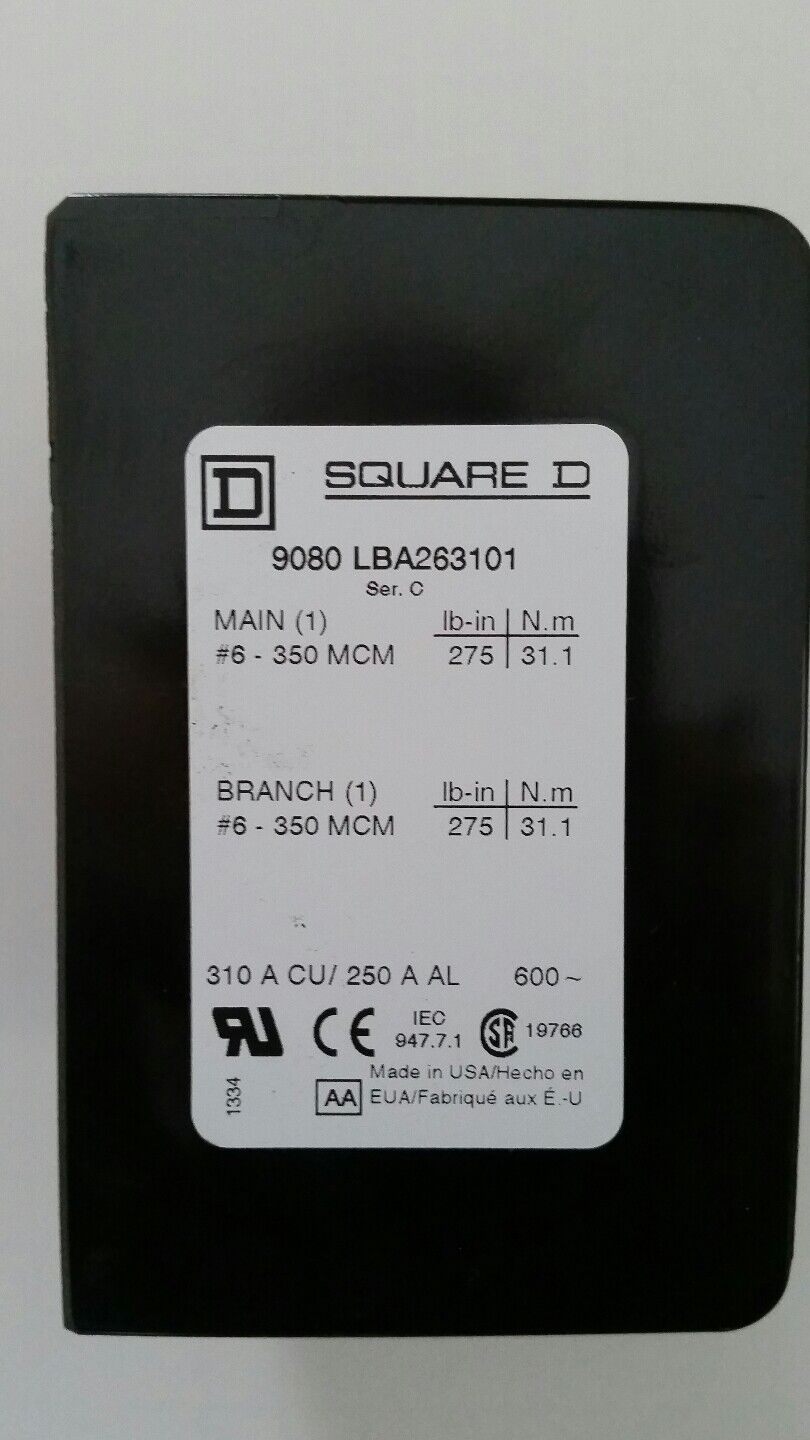 D SQUARE D
9080 LBA263101
Ser. C
MAIN (1) lb-in N.m
#6 - 350 MCM 275 31.1
BRANCH (1) lb-in N.m
#6 - 350 MCM 275 31.1
310 A CU/ 250 A AL 600~
RU CE IEC 947.7.1 SA 19766
1334 AA Made in USA/Hecho en
EUA/Fabriqué aux É.-U